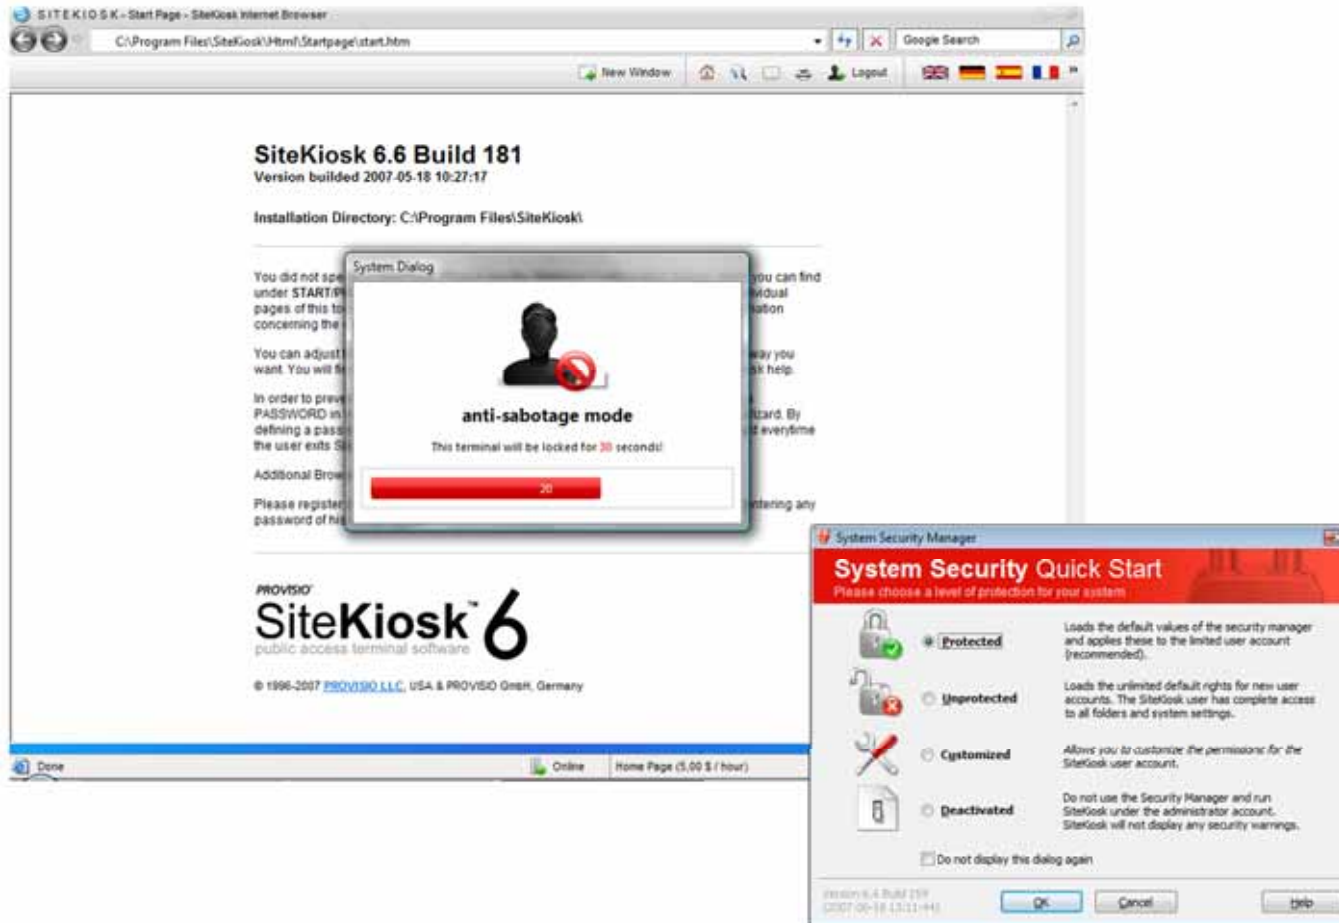 SITEKIOSK - Start Page - SiteKiosk Internet Browser
C:\Program Files\SiteKiosk\Html\Startpage\start.htm
Google Search
New Window
Logout
SiteKiosk 6.6 Build 181
Version builded 2007-05-18 10:27:17
Installation Directory: C:\Program Files\SiteKiosk\
You did not spe
you can find
under START/P
pages of this to
concerning the
You can adjust
way you
want. You will fi
sk help.
In order to preve
PASSWORD in
izard. By
defining a pass
everytime
the user exits S
Additional Brow
Please register
entering any
password of his
System Dialog
anti-sabotage mode
This terminal will be locked for 30 seconds!
20
PROVISIO
SiteKiosk™ 6
public access terminal software
© 1996-2007 PROVISIO LLC, USA & PROVISIO GmbH, Germany
Done
Online
Home Page (5,00 $ / hour)
System Security Manager
System Security Quick Start
Please choose a level of protection for your system
Protected
Loads the default values of the security manager
and applies these to the limited user account
(recommended).
Unprotected
Loads the unlimited default rights for new user
accounts. The SiteKiosk user has complete access
to all folders and system settings.
Customized
Allows you to customize the permissions for the
SiteKiosk user account.
Deactivated
Do not use the Security Manager and run
SiteKiosk under the administrator account.
SiteKiosk will not display any security warnings.
Do not display this dialog again
OK
Cancel
Help